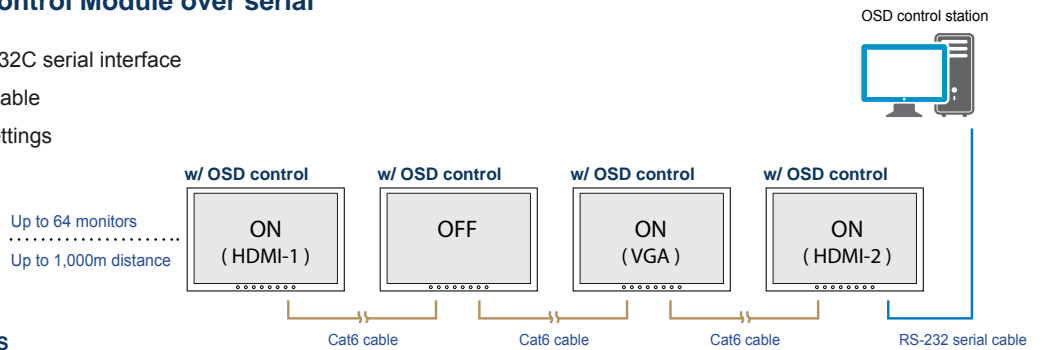 ontrol Module over serial
OSD control station
32C serial interface
able
ettings
w/ OSD control
w/ OSD control
w/ OSD control
w/ OSD control
Up to 64 monitors
Up to 1,000m distance
ON
( HDMI-1 )
OFF
ON
( VGA )
ON
( HDMI-2 )
Cat6 cable
Cat6 cable
Cat6 cable
RS-232 serial cable
s